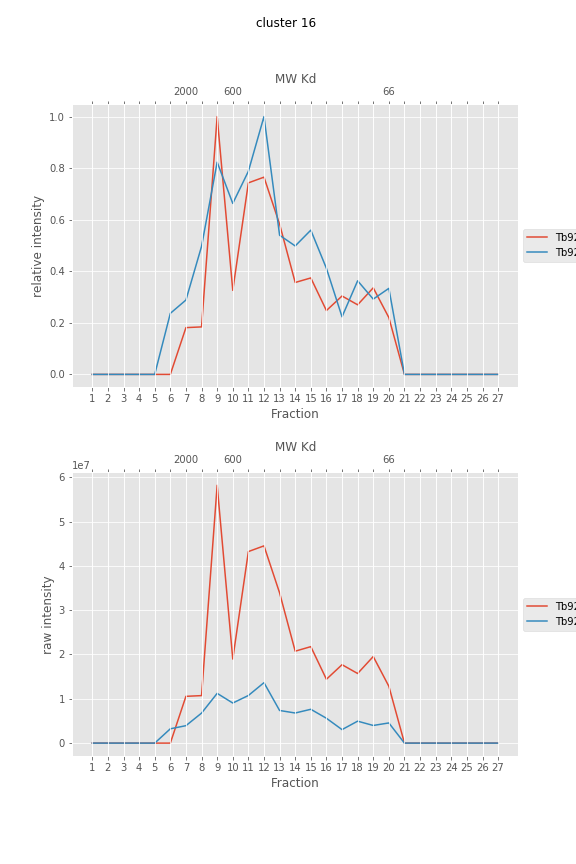 cluster 16
MW Kd
2000 600 66
1.0
0.8
0.6
0.4
0.2
0.0
relative intensity
1 2 3 4 5 6 7 8 9 10 11 12 13 14 15 16 17 18 19 20 21 22 23 24 25 26 27
Fraction
Tb92
Tb92
MW Kd
2000 600 66
1e7
6
5
4
3
2
1
0
raw intensity
1 2 3 4 5 6 7 8 9 10 11 12 13 14 15 16 17 18 19 20 21 22 23 24 25 26 27
Fraction
Tb92
Tb92